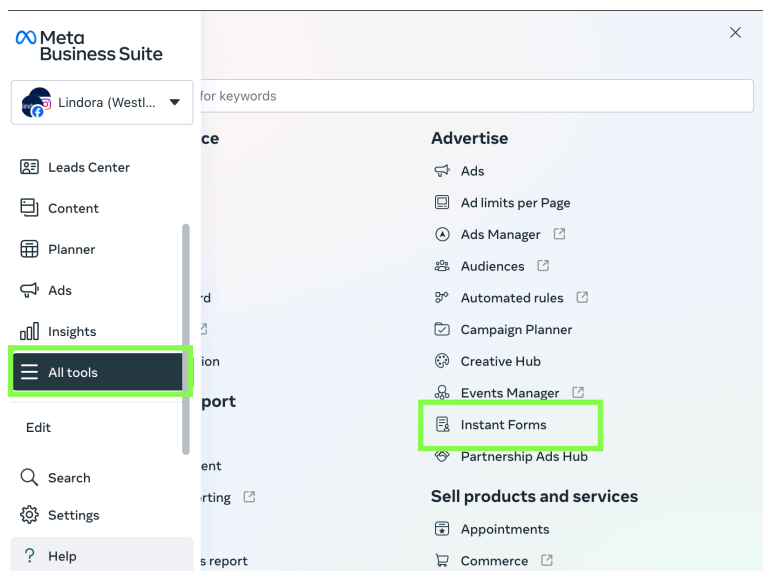 Meta
Business Suite
Lindora (Westl...
Leads Center
Content
Planner
Ads
Insights
All tools
Edit
Search
Settings
Help
for keywords
ce
rd
ion
port
ent
rting
s report
Advertise
Ads
Ad limits per Page
Ads Manager
Audiences
Automated rules
Campaign Planner
Creative Hub
Events Manager
Instant Forms
Partnership Ads Hub
Sell products and services
Appointments
Commerce